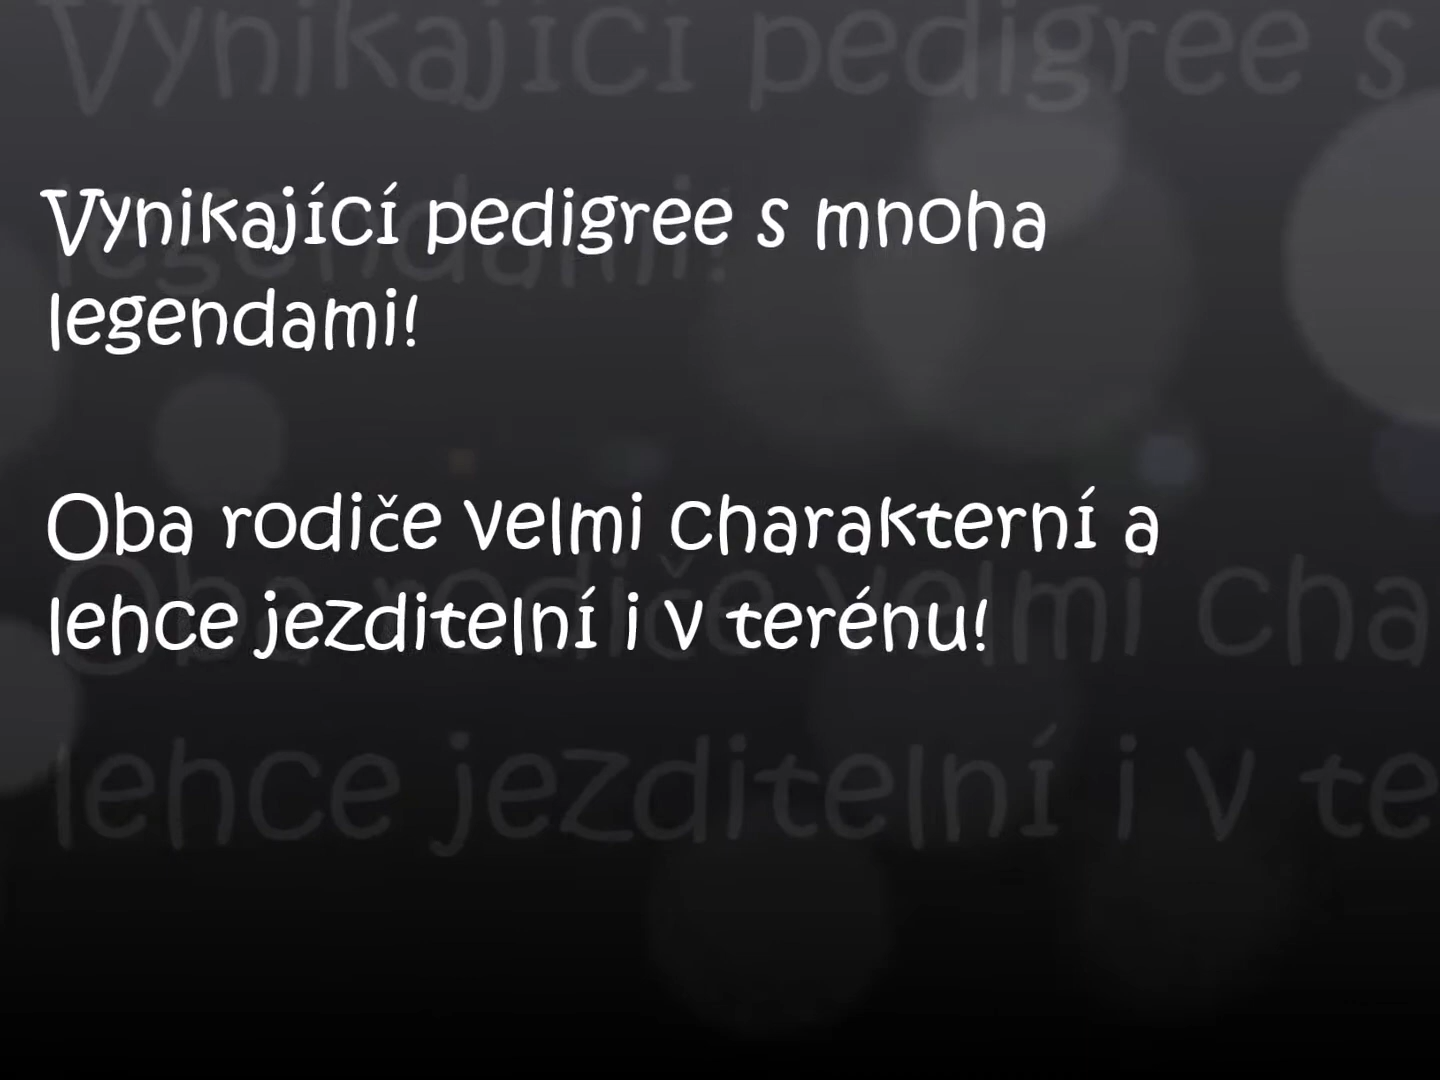 Vynikající pedigree s mnoha
legendami!
Oba rodiče velmi charakterní a
lehce jezditelní i v terénu!